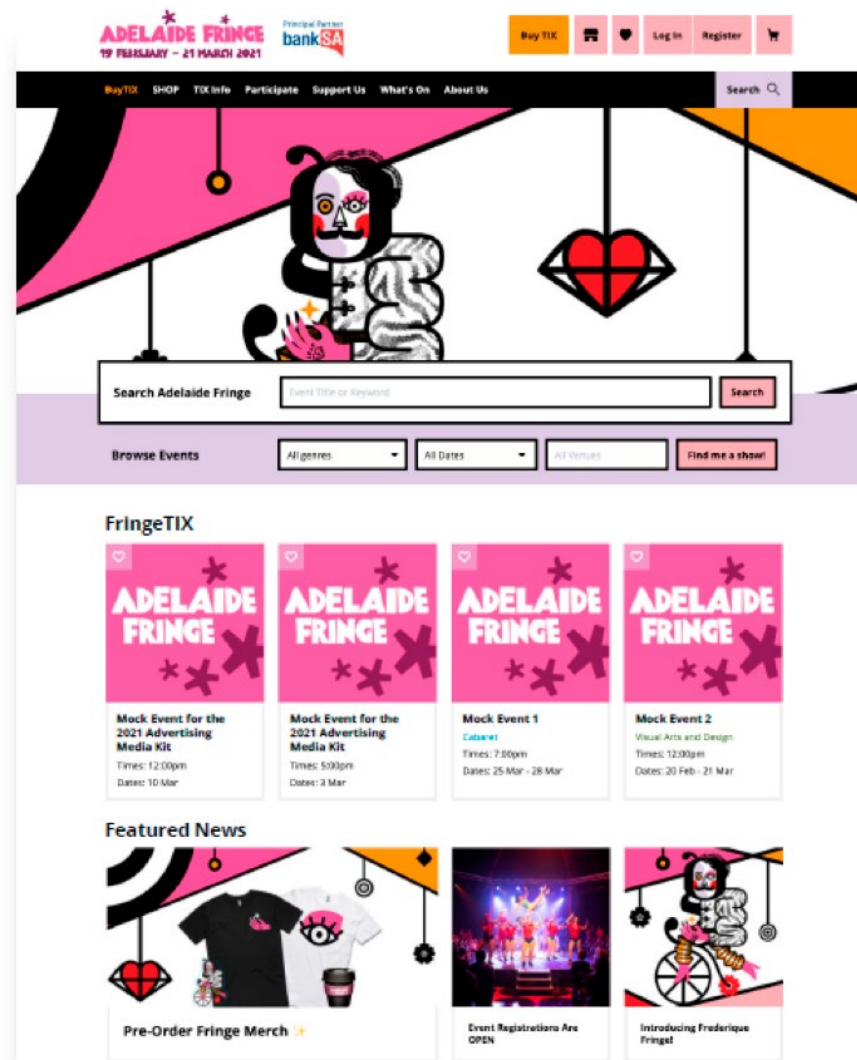 ADELAIDE FRINGE
19 FEBRUARY – 21 MARCH 2021
Principal Partner
bankSA
Buy TIX
Log In
Register
BuyTIX SHOP TIX Info Participate Support Us What's On About Us
Search
Search Adelaide Fringe
Event Title or Keyword
Search
Browse Events
All genres
All Dates
All Venues
Find me a show!
FringeTIX
ADELAIDE
FRINGE
Mock Event for the
2021 Advertising
Media Kit
Times: 12:00pm
Dates: 10 Mar
ADELAIDE
FRINGE
Mock Event for the
2021 Advertising
Media Kit
Times: 5:00pm
Dates: 3 Mar
ADELAIDE
FRINGE
Mock Event 1
Cabaret
Times: 7:00pm
Dates: 25 Mar - 28 Mar
ADELAIDE
FRINGE
Mock Event 2
Visual Arts and Design
Times: 12:00pm
Dates: 20 Feb - 21 Mar
Featured News
Pre-Order Fringe Merch ✨
Event Registrations Are
OPEN
Introducing Frederique
Fringe!